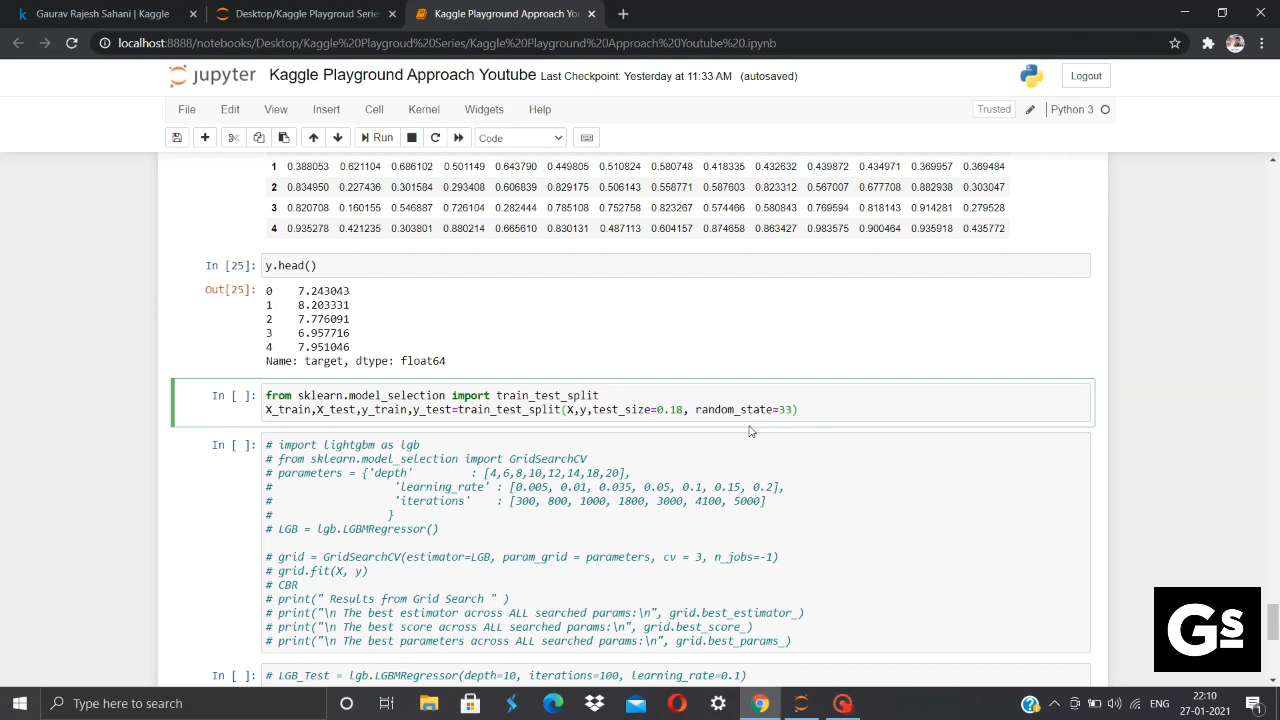 Gaurav Rajesh Sahani | Kaggle
Desktop/Kaggle Playgroud Serie
Kaggle Playground Approach You
localhost:8888/notebooks/Desktop/Kaggle%20Playgroud%20Series/Kaggle%20Playground%20Approach%20Youtube%20.ipynb
jupyter Kaggle Playground Approach Youtube Last Checkpoint: Yesterday at 11:33 AM (autosaved)
Logout
File Edit View Insert Cell Kernel Widgets Help
Trusted
Python 3
Run
Code
1 0.388053 0.621104 0.686102 0.501149 0.643790 0.449805 0.510824 0.580748 0.418335 0.432632 0.439872 0.434971 0.369957 0.369484
2 0.834950 0.227436 0.301584 0.293408 0.606839 0.829175 0.506143 0.558771 0.587603 0.823312 0.567007 0.677708 0.882938 0.303047
3 0.820708 0.160155 0.546887 0.726104 0.282444 0.785108 0.752758 0.823267 0.574466 0.580843 0.769594 0.818143 0.914281 0.279528
4 0.935278 0.421235 0.303801 0.880214 0.665610 0.830131 0.487113 0.604157 0.874658 0.863427 0.983575 0.900464 0.935918 0.435772
In [25]: y.head()
Out[25]: 0 7.243043
1 8.203331
2 7.776091
3 6.957716
4 7.951046
Name: target, dtype: float64
In [ ]: from sklearn.model_selection import train_test_split
X_train,X_test,y_train,y_test=train_test_split(X,y,test_size=0.18, random_state=33)
In [ ]: # import lightgbm as lgb
# from sklearn.model_selection import GridSearchCV
# parameters = {'depth' : [4,6,8,10,12,14,18,20],
# 'learning_rate' : [0.005, 0.01, 0.035, 0.05, 0.1, 0.15, 0.2],
# 'iterations' : [300, 800, 1000, 1800, 3000, 4100, 5000]
# }
# LGB = lgb.LGBMRegressor()
# grid = GridSearchCV(estimator=LGB, param_grid = parameters, cv = 3, n_jobs=-1)
# grid.fit(X, y)
# CBR
# print(" Results from Grid Search " )
# print("\n The best estimator across ALL searched params:\n", grid.best_estimator_)
# print("\n The best score across ALL searched params:\n", grid.best_score_)
# print("\n The best parameters across ALL searched params:\n", grid.best_params_)
In [ ]: # LGB_Test = lgb.LGBMRegressor(depth=10, iterations=100, learning_rate=0.1)
Gs
Type here to search
ENG
22:10
27-01-2021
1